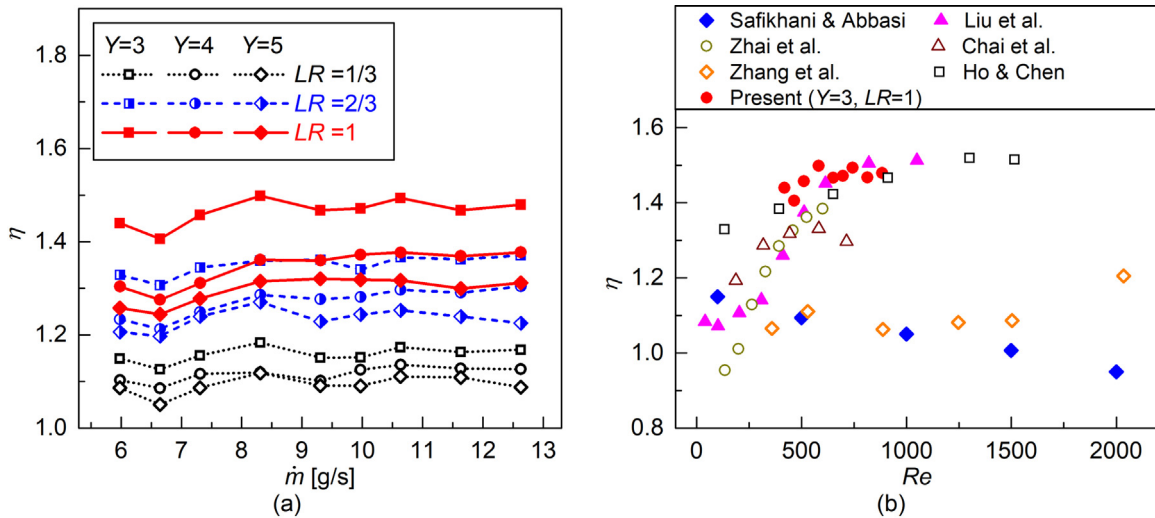 1.8
1.6
1.4
1.2
1.0
η
Y=3 Y=4 Y=5
LR =1/3
LR =2/3
LR =1
6 7 8 9 10 11 12 13
ṁ [g/s]
(a)
Safikhani & Abbasi Liu et al.
Zhai et al. Chai et al.
Zhang et al. Ho & Chen
Present (Y=3, LR=1)
1.6
1.4
1.2
1.0
0.8
η
0 500 1000 1500 2000
Re
(b)